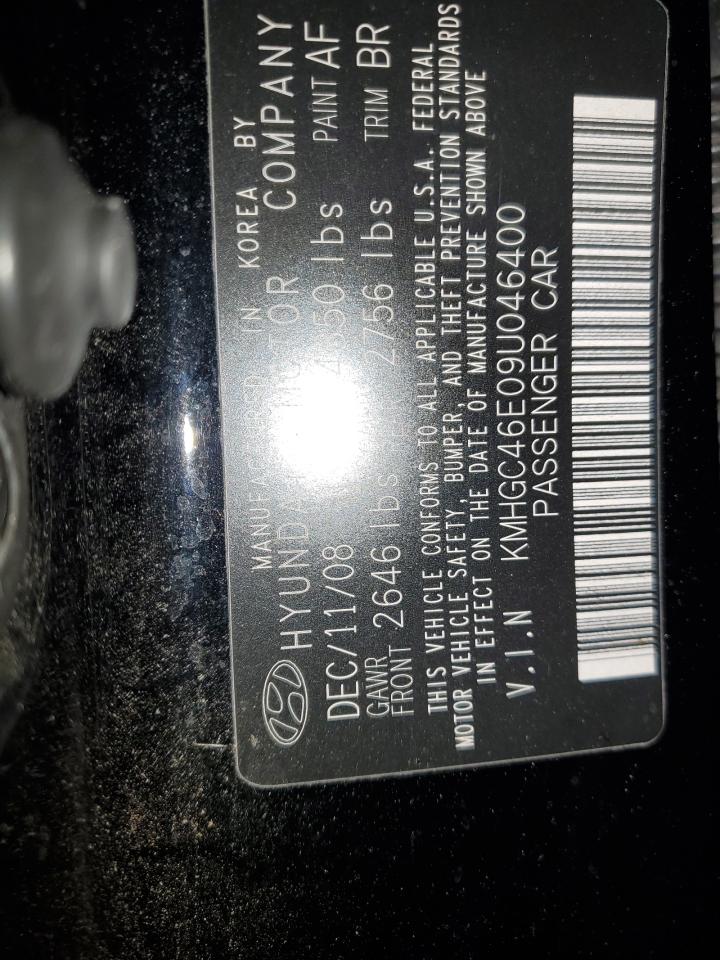 MANUFACTURED IN KOREA BY
HYUNDAI MOTOR COMPANY
DEC/11/08 50 lbs PAINT AF
GAWR
FRONT 2646 lbs 2756 lbs TRIM BR
THIS VEHICLE CONFORMS TO ALL APPLICABLE U.S.A. FEDERAL
MOTOR VEHICLE SAFETY, BUMPER, AND THEFT PREVENTION STANDARDS
IN EFFECT ON THE DATE OF MANUFACTURE SHOWN ABOVE
V.I.N KMHGC46E09U046400
PASSENGER CAR